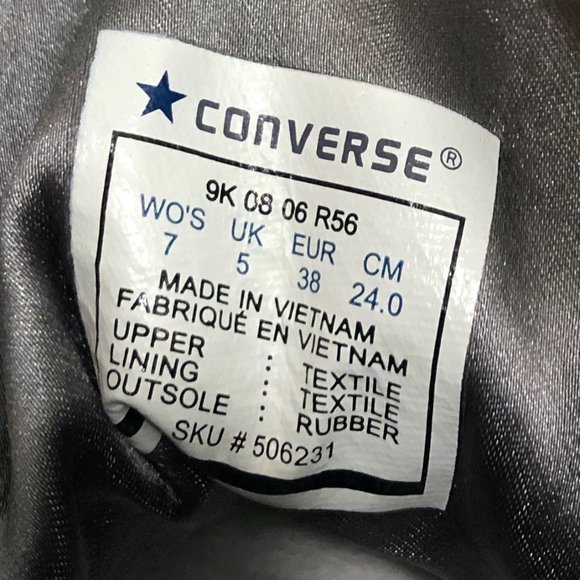 CONVERSE®
9K 08 06 R56
WO'S UK EUR CM
7 5 38 24.0
MADE IN VIETNAM
FABRIQUÉ EN VIETNAM
UPPER : TEXTILE
LINING : TEXTILE
OUTSOLE : RUBBER
SKU # 506231